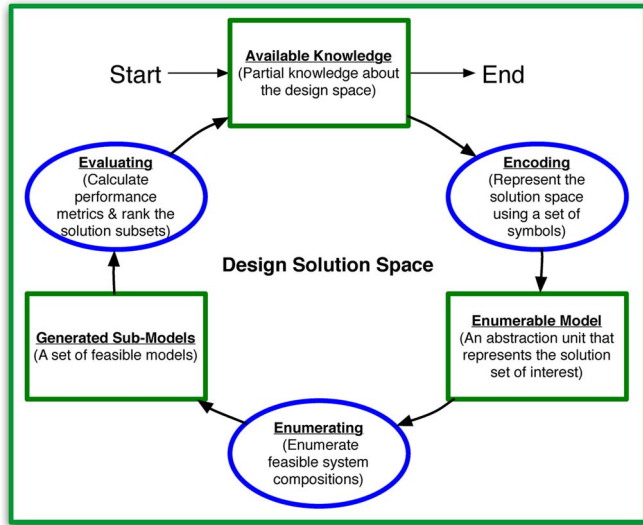 Start
Available Knowledge
(Partial knowledge about
the design space)
End
Evaluating
(Calculate
performance
metrics & rank the
solution subsets)
Encoding
(Represent the
solution space
using a set of
symbols)
Design Solution Space
Generated Sub-Models
(A set of feasible models)
Enumerable Model
(An abstraction unit that
represents the solution
set of interest)
Enumerating
(Enumerate
feasible system
compositions)